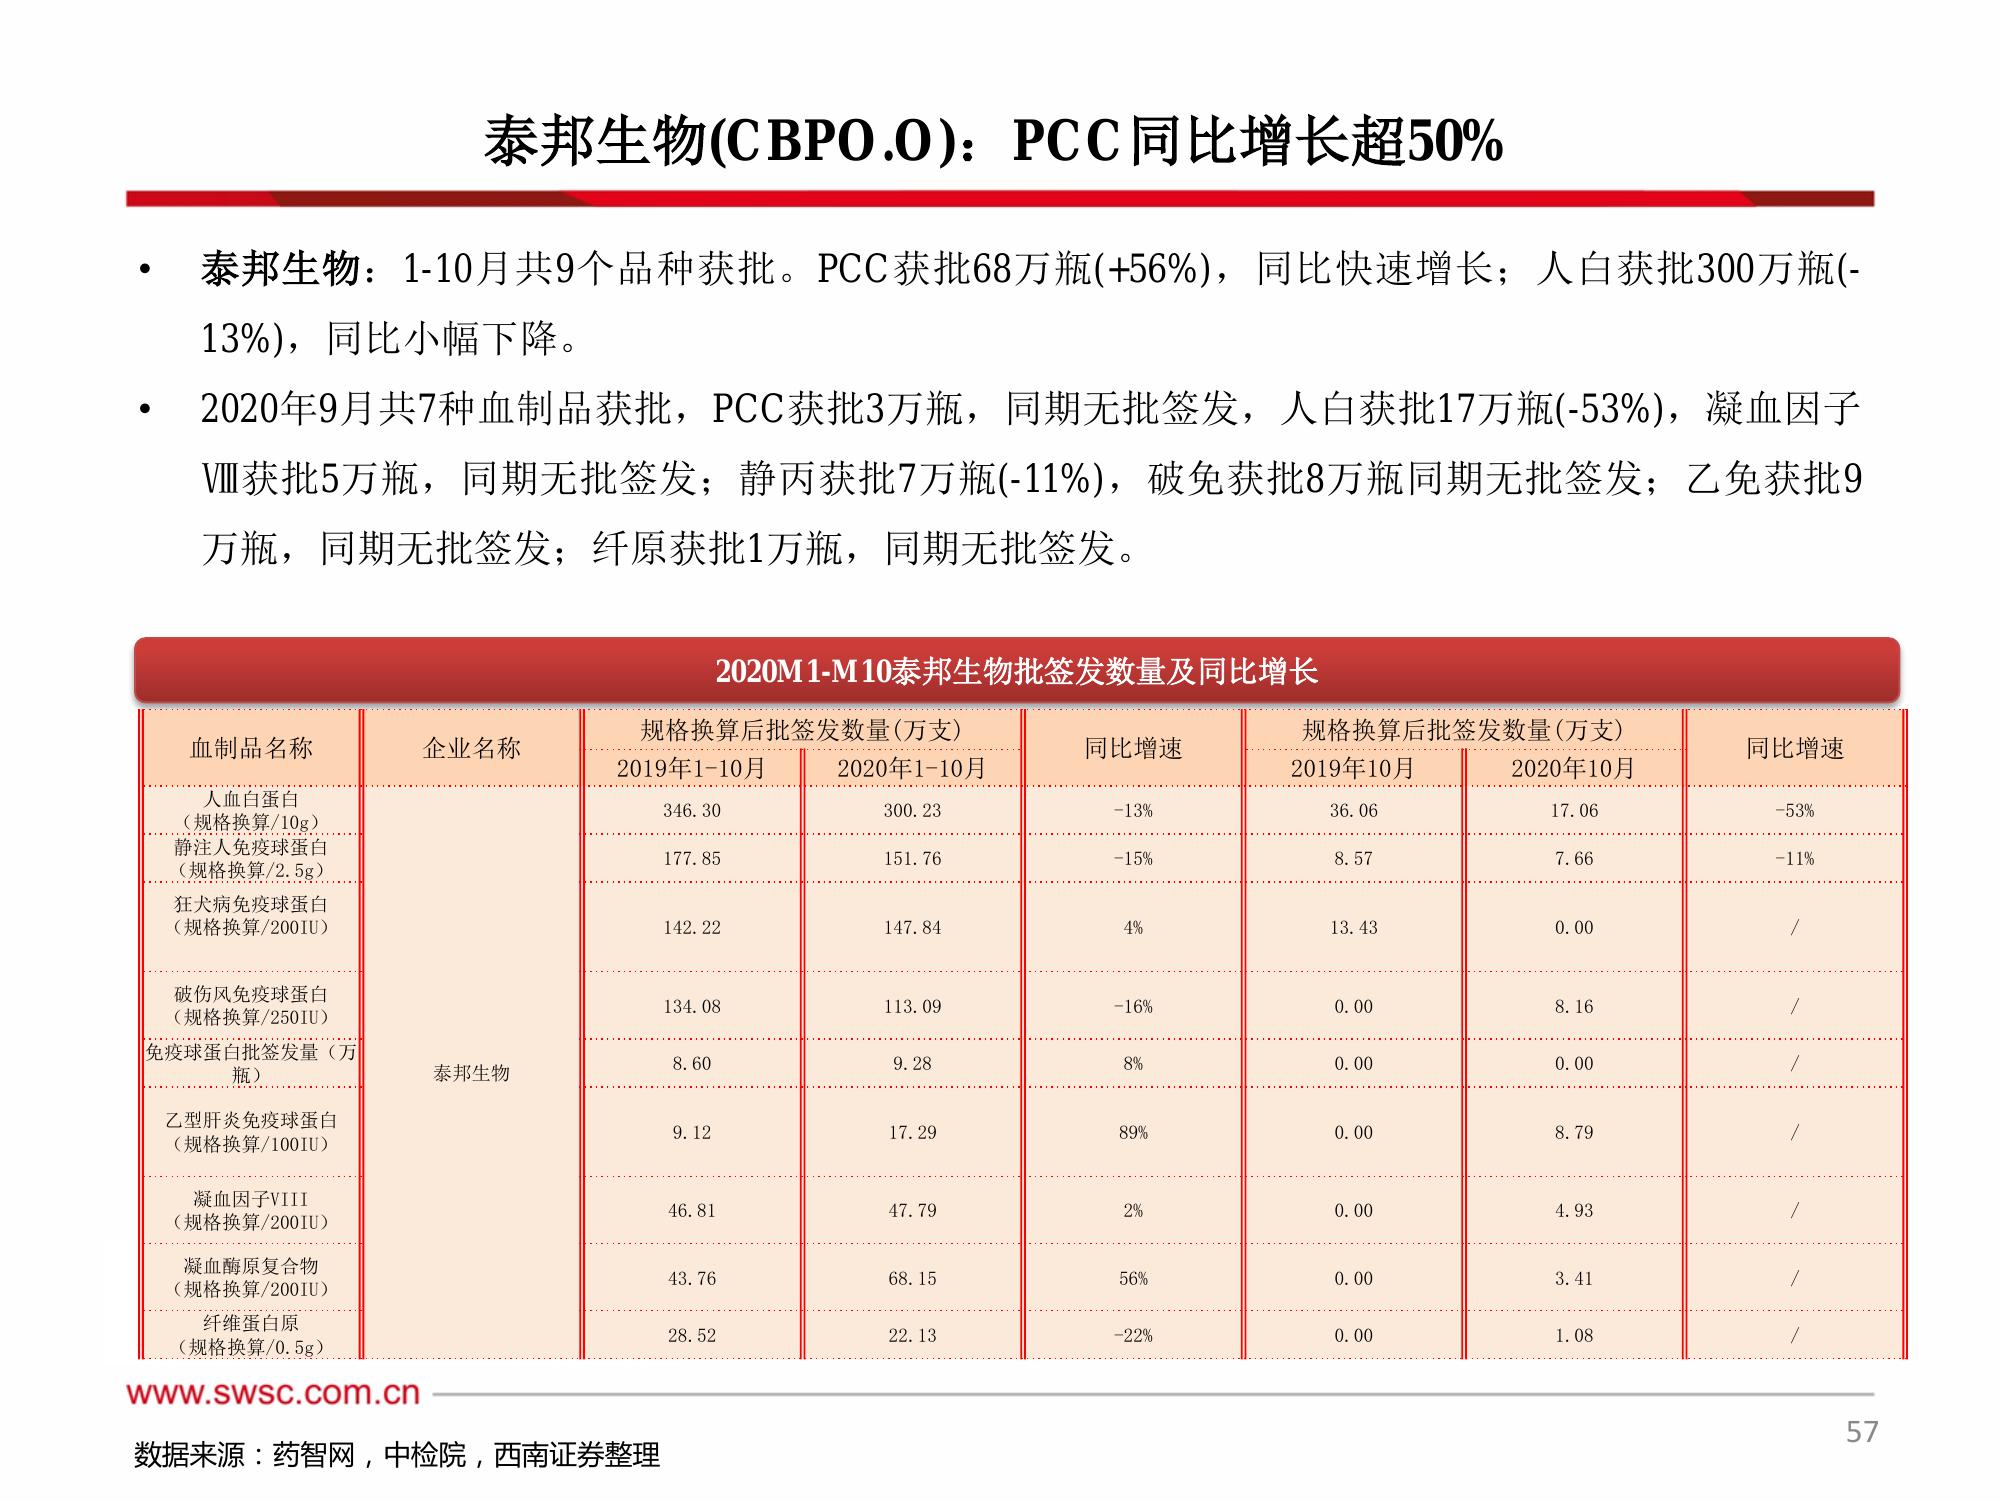 泰邦生物(CBPO.O)：PCC同比增长超50%
• 泰邦生物：1-10月共9个品种获批。PCC获批68万瓶(+56%)，同比快速增长；人白获批300万瓶(-
13%)，同比小幅下降。
• 2020年9月共7种血制品获批，PCC获批3万瓶，同期无批签发，人白获批17万瓶(-53%)，凝血因子
Ⅷ获批5万瓶，同期无批签发；静丙获批7万瓶(-11%)，破免获批8万瓶同期无批签发；乙免获批9
万瓶，同期无批签发；纤原获批1万瓶，同期无批签发。
2020M1-M10泰邦生物批签发数量及同比增长
血制品名称 企业名称 规格换算后批签发数量(万支) 同比增速 规格换算后批签发数量(万支) 同比增速
2019年1-10月 2020年1-10月 2019年10月 2020年10月
人血白蛋白
（规格换算/10g） 346.30 300.23 -13% 36.06 17.06 -53%
静注人免疫球蛋白
（规格换算/2.5g） 177.85 151.76 -15% 8.57 7.66 -11%
狂犬病免疫球蛋白
（规格换算/200IU） 142.22 147.84 4% 13.43 0.00 /
破伤风免疫球蛋白
（规格换算/250IU） 134.08 113.09 -16% 0.00 8.16 /
免疫球蛋白批签发量（万
瓶） 8.60 9.28 8% 0.00 0.00 /
泰邦生物
乙型肝炎免疫球蛋白
（规格换算/100IU） 9.12 17.29 89% 0.00 8.79 /
凝血因子VIII
（规格换算/200IU） 46.81 47.79 2% 0.00 4.93 /
凝血酶原复合物
（规格换算/200IU） 43.76 68.15 56% 0.00 3.41 /
纤维蛋白原
（规格换算/0.5g） 28.52 22.13 -22% 0.00 1.08 /
www.swsc.com.cn
57
数据来源：药智网，中检院，西南证券整理